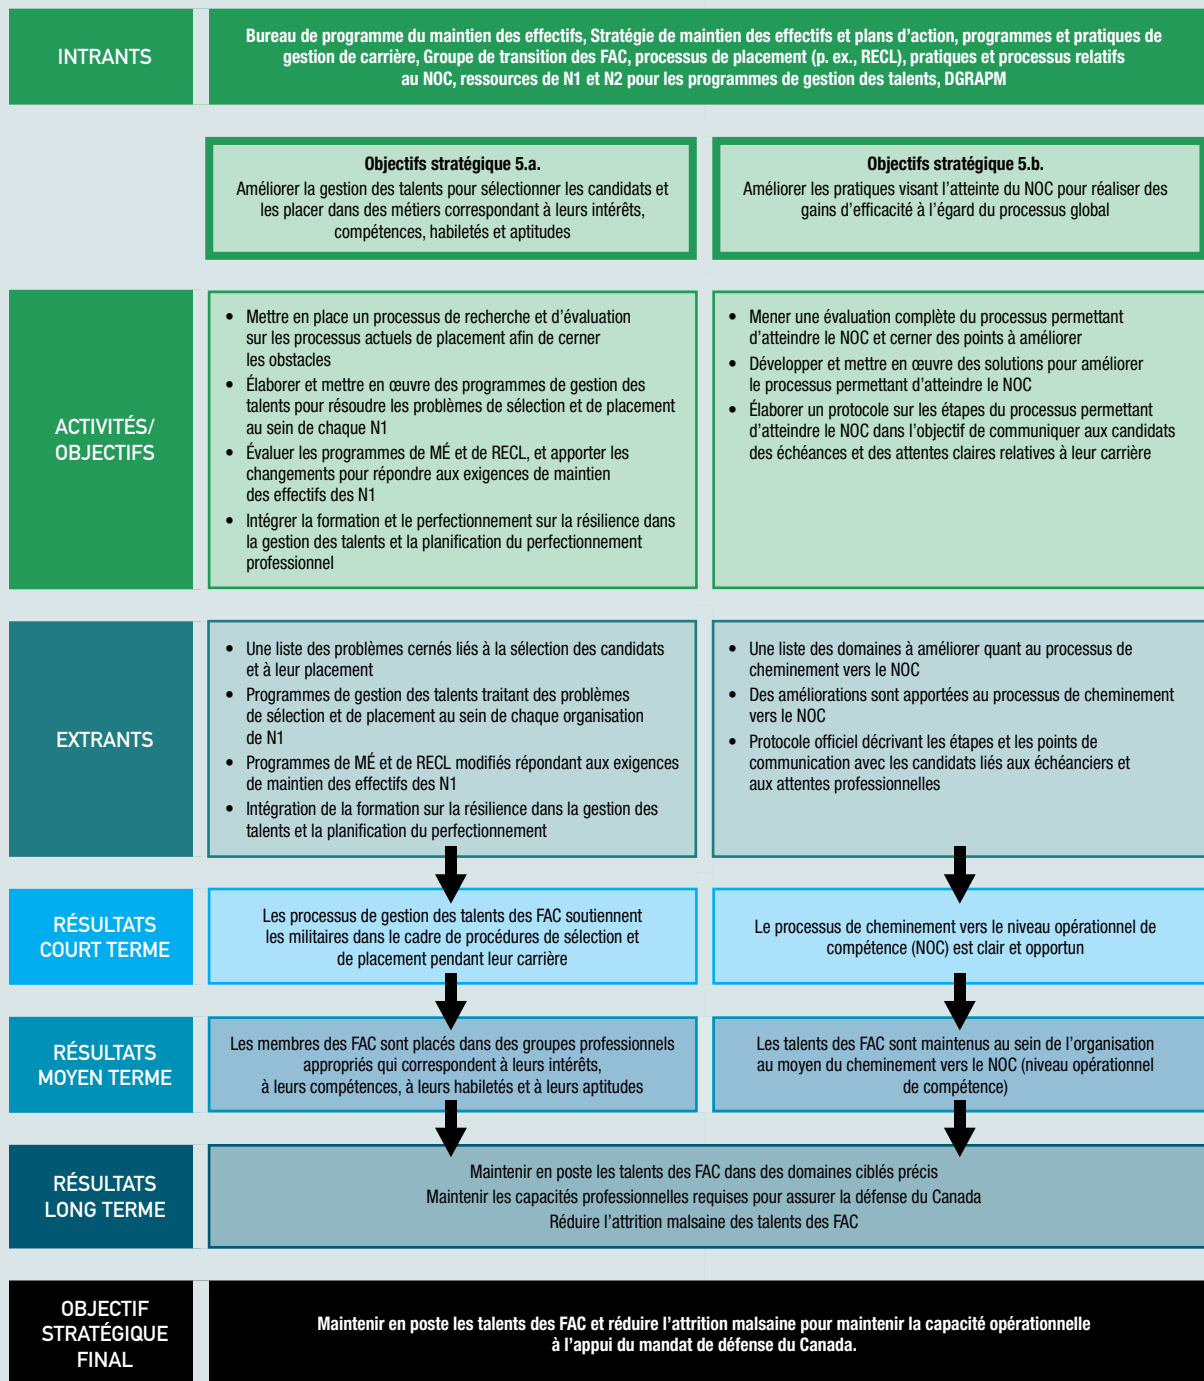 INTRANTS
Bureau de programme du maintien des effectifs, Stratégie de maintien des effectifs et plans d'action, programmes et pratiques de
gestion de carrière, Groupe de transition des FAC, processus de placement (p. ex., RECL), pratiques et processus relatifs
au NOC, ressources de N1 et N2 pour les programmes de gestion des talents, DGRAPM
Objectifs stratégique 5.a.
Améliorer la gestion des talents pour sélectionner les candidats et
les placer dans des métiers correspondant à leurs intérêts,
compétences, habiletés et aptitudes
Objectifs stratégique 5.b.
Améliorer les pratiques visant l'atteinte du NOC pour réaliser des
gains d'efficacité à l'égard du processus global
ACTIVITÉS/
OBJECTIFS
• Mettre en place un processus de recherche et d'évaluation
sur les processus actuels de placement afin de cerner
les obstacles
• Élaborer et mettre en œuvre des programmes de gestion des
talents pour résoudre les problèmes de sélection et de placement
au sein de chaque N1
• Évaluer les programmes de MÉ et de RECL, et apporter les
changements pour répondre aux exigences de maintien
des effectifs des N1
• Intégrer la formation et le perfectionnement sur la résilience dans
la gestion des talents et la planification du perfectionnement
professionnel
• Mener une évaluation complète du processus permettant
d'atteindre le NOC et cerner des points à améliorer
• Développer et mettre en œuvre des solutions pour améliorer
le processus permettant d'atteindre le NOC
• Élaborer un protocole sur les étapes du processus permettant
d'atteindre le NOC dans l'objectif de communiquer aux candidats
des échéances et des attentes claires relatives à leur carrière
EXTRANTS
• Une liste des problèmes cernés liés à la sélection des candidats
et à leur placement
• Programmes de gestion des talents traitant des problèmes
de sélection et de placement au sein de chaque organisation
de N1
• Programmes de MÉ et de RECL modifiés répondant aux exigences
de maintien des effectifs des N1
• Intégration de la formation sur la résilience dans la gestion des
talents et la planification du perfectionnement
• Une liste des domaines à améliorer quant au processus de
cheminement vers le NOC
• Des améliorations sont apportées au processus de cheminement
vers le NOC
• Protocole officiel décrivant les étapes et les points de
communication avec les candidats liés aux échéanciers et
aux attentes professionnelles
RÉSULTATS
COURT TERME
Les processus de gestion des talents des FAC soutiennent
les militaires dans le cadre de procédures de sélection et
de placement pendant leur carrière
Le processus de cheminement vers le niveau opérationnel de
compétence (NOC) est clair et opportun
RÉSULTATS
MOYEN TERME
Les membres des FAC sont placés dans des groupes professionnels
appropriés qui correspondent à leurs intérêts,
à leurs compétences, à leurs habiletés et à leurs aptitudes
Les talents des FAC sont maintenus au sein de l'organisation
au moyen du cheminement vers le NOC (niveau opérationnel
de compétence)
RÉSULTATS
LONG TERME
Maintenir en poste les talents des FAC dans des domaines ciblés précis
Maintenir les capacités professionnelles requises pour assurer la défense du Canada
Réduire l'attrition malsaine des talents des FAC
OBJECTIF
STRATÉGIQUE
FINAL
Maintenir en poste les talents des FAC et réduire l'attrition malsaine pour maintenir la capacité opérationnelle
à l'appui du mandat de défense du Canada.